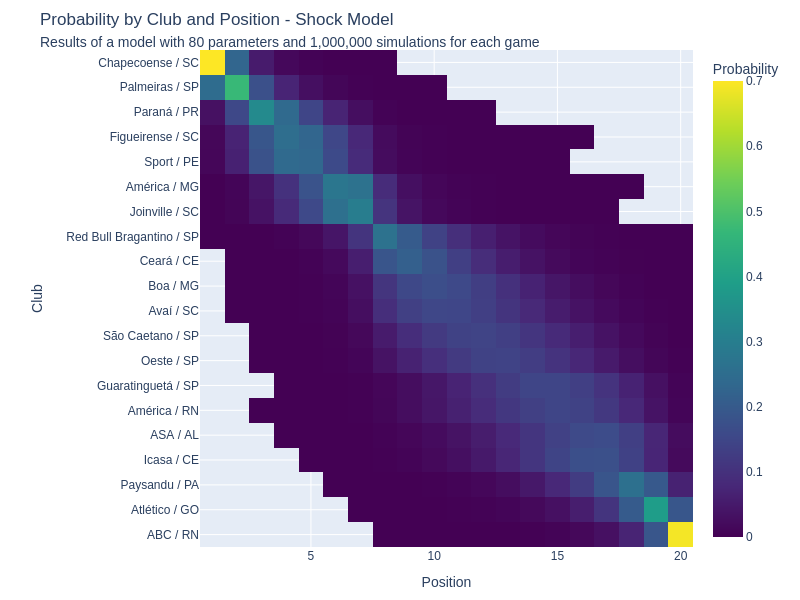 Probability by Club and Position - Shock Model
Results of a model with 80 parameters and 1,000,000 simulations for each game
Probability
Club
Chapecoense / SC
Palmeiras / SP
Paraná / PR
Figueirense / SC
Sport / PE
América / MG
Joinville / SC
Red Bull Bragantino / SP
Ceará / CE
Boa / MG
Avaí / SC
São Caetano / SP
Oeste / SP
Guaratinguetá / SP
América / RN
ASA / AL
Icasa / CE
Paysandu / PA
Atlético / GO
ABC / RN
0.7
0.6
0.5
0.4
0.3
0.2
0.1
0
5 10 15 20
Position